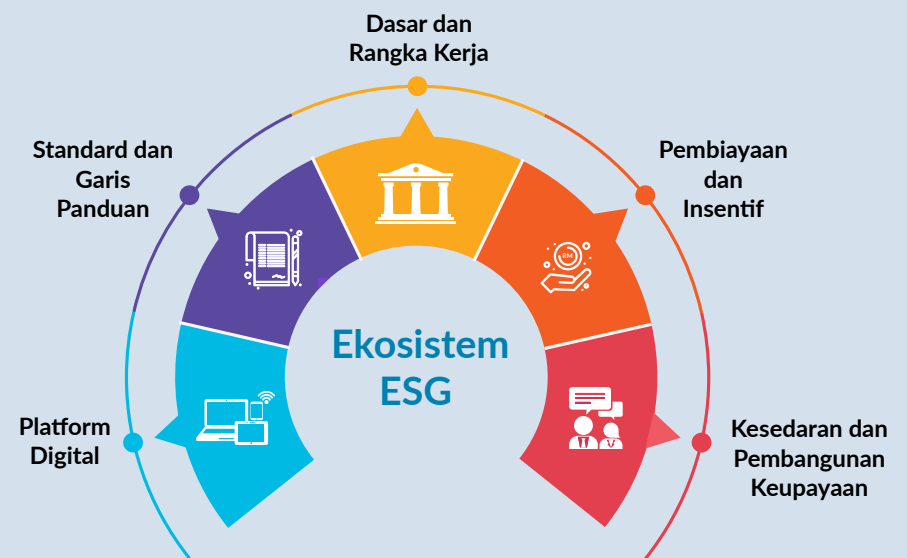 Dasar dan
Rangka Kerja
Standard dan
Garis
Panduan
Pembiayaan
dan
Insentif
RM
Ekosistem
ESG
Platform
Digital
Kesedaran dan
Pembangunan
Keupayaan